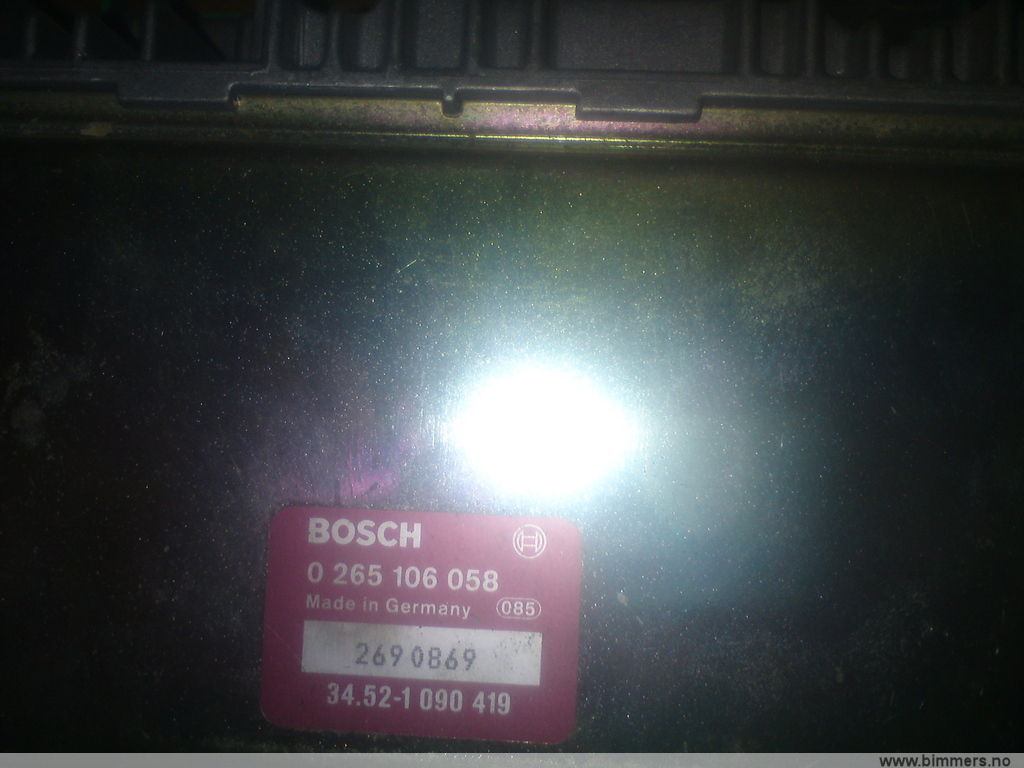 BOSCH
0 265 106 058
Made in Germany 085
2690869
34.52-1 090 419
www.bimmers.no